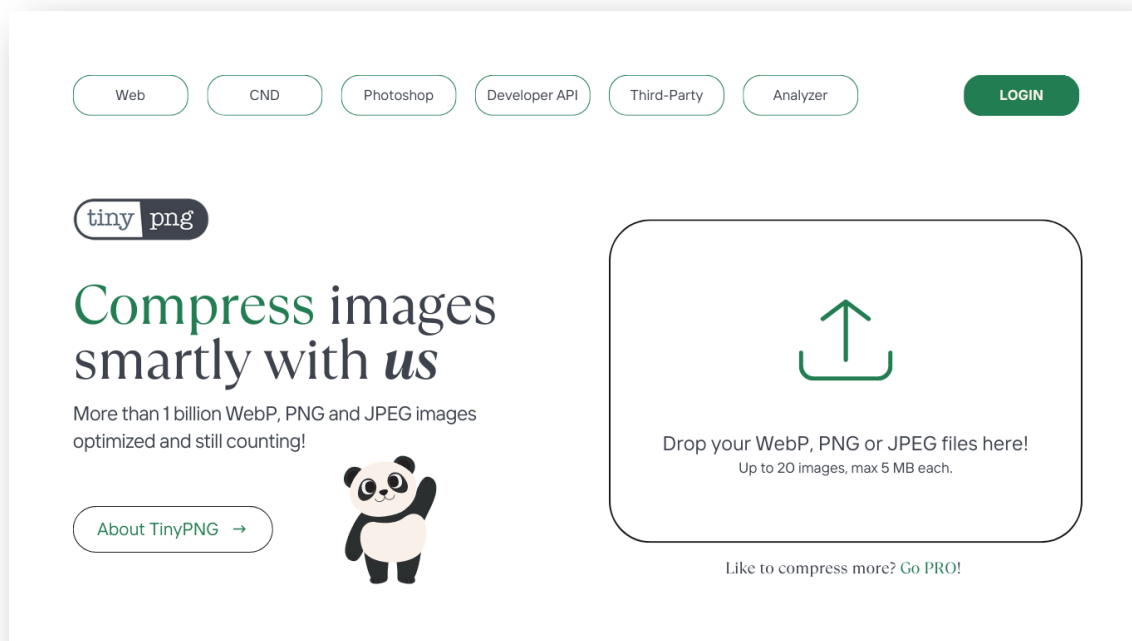 Web
CND
Photoshop
Developer API
Third-Party
Analyzer
LOGIN
tiny png
Compress images
smartly with us
More than 1 billion WebP, PNG and JPEG images
optimized and still counting!
About TinyPNG →
Drop your WebP, PNG or JPEG files here!
Up to 20 images, max 5 MB each.
Like to compress more? Go PRO!